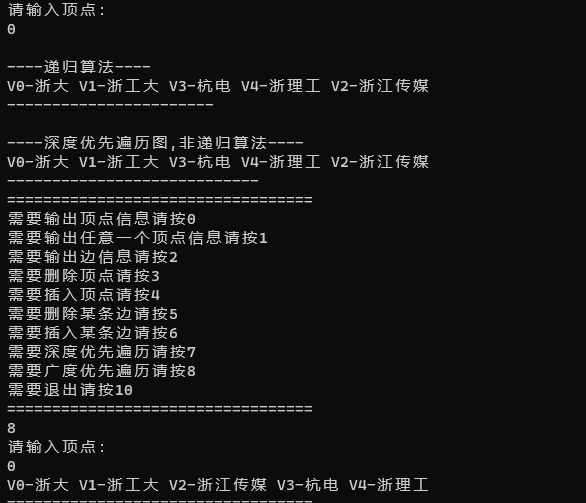 请输入顶点:
0
----递归算法----
V0-浙大 V1-浙工大 V3-杭电 V4-浙理工 V2-浙江传媒
-----------------------
----深度优先遍历图,非递归算法----
V0-浙大 V1-浙工大 V3-杭电 V4-浙理工 V2-浙江传媒
----------------------------
==================================
需要输出顶点信息请按0
需要输出任意一个顶点信息请按1
需要输出边信息请按2
需要删除顶点请按3
需要插入顶点请按4
需要删除某条边请按5
需要插入某条边请按6
需要深度优先遍历请按7
需要广度优先遍历请按8
需要退出请按10
==================================
8
请输入顶点:
0
V0-浙大 V1-浙工大 V2-浙江传媒 V3-杭电 V4-浙理工
----------------------------------